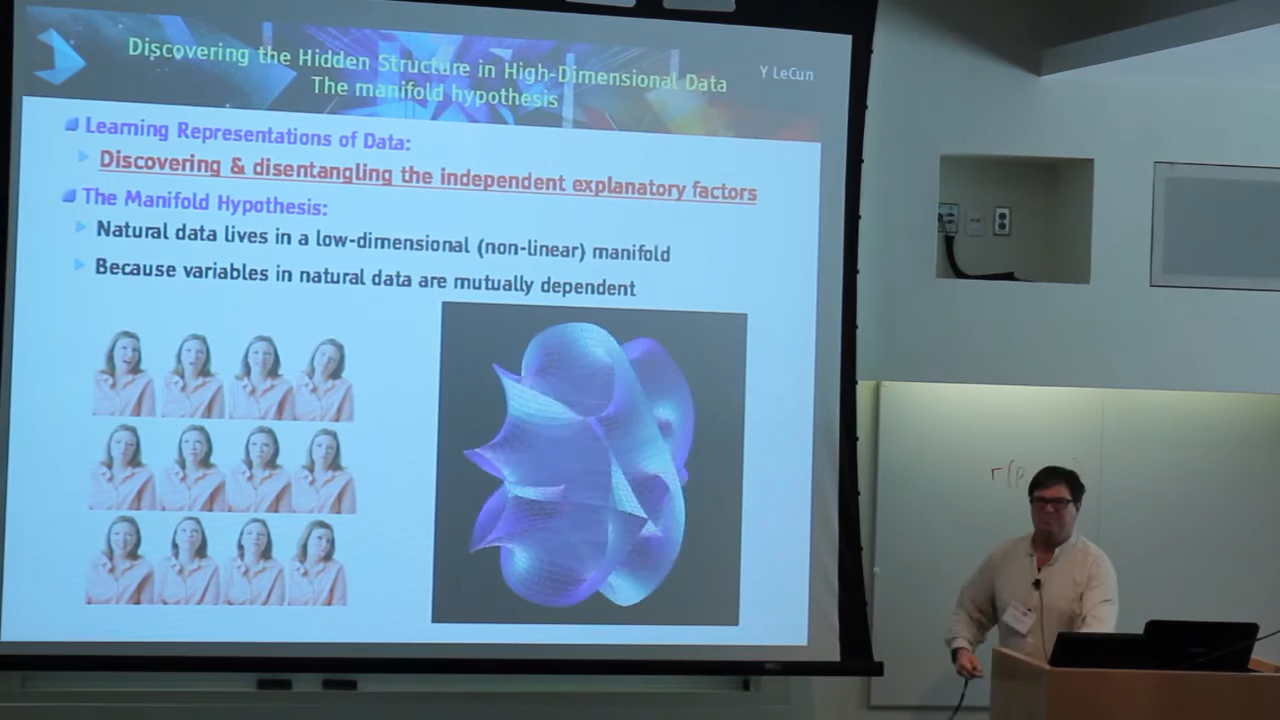 Discovering the Hidden Structure in High-Dimensional Data
The manifold hypothesis
Y LeCun
Learning Representations of Data:
Discovering & disentangling the independent explanatory factors
The Manifold Hypothesis:
Natural data lives in a low-dimensional (non-linear) manifold
Because variables in natural data are mutually dependent